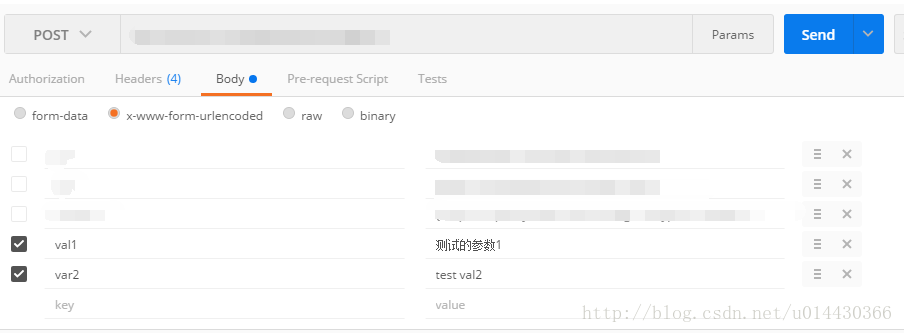 POST Params Send
Authorization Headers (4) Body Pre-request Script Tests
form-data x-www-form-urlencoded raw binary
val1 测试的参数1
var2 test val2
key value
http://blog.csdn.net/u014430366